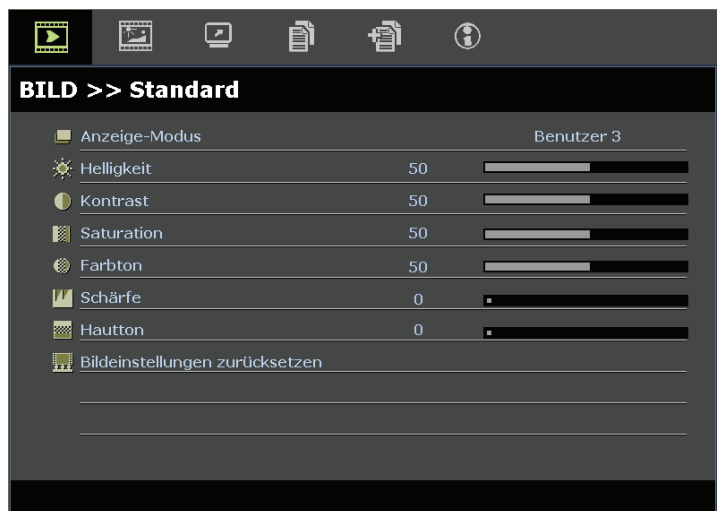 BILD >> Standard
Anzeige-Modus Benutzer 3
Helligkeit 50
Kontrast 50
Saturation 50
Farbton 50
Schärfe 0
Hautton 0
Bildeinstellungen zurücksetzen